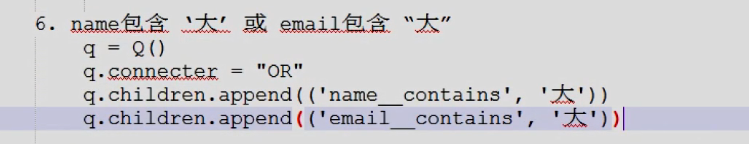 6. name包含 ‘大’ 或 email包含 “大”
q = Q()
q.connecter = "OR"
q.children.append(('name__contains', '大'))
q.children.append(('email__contains', '大'))